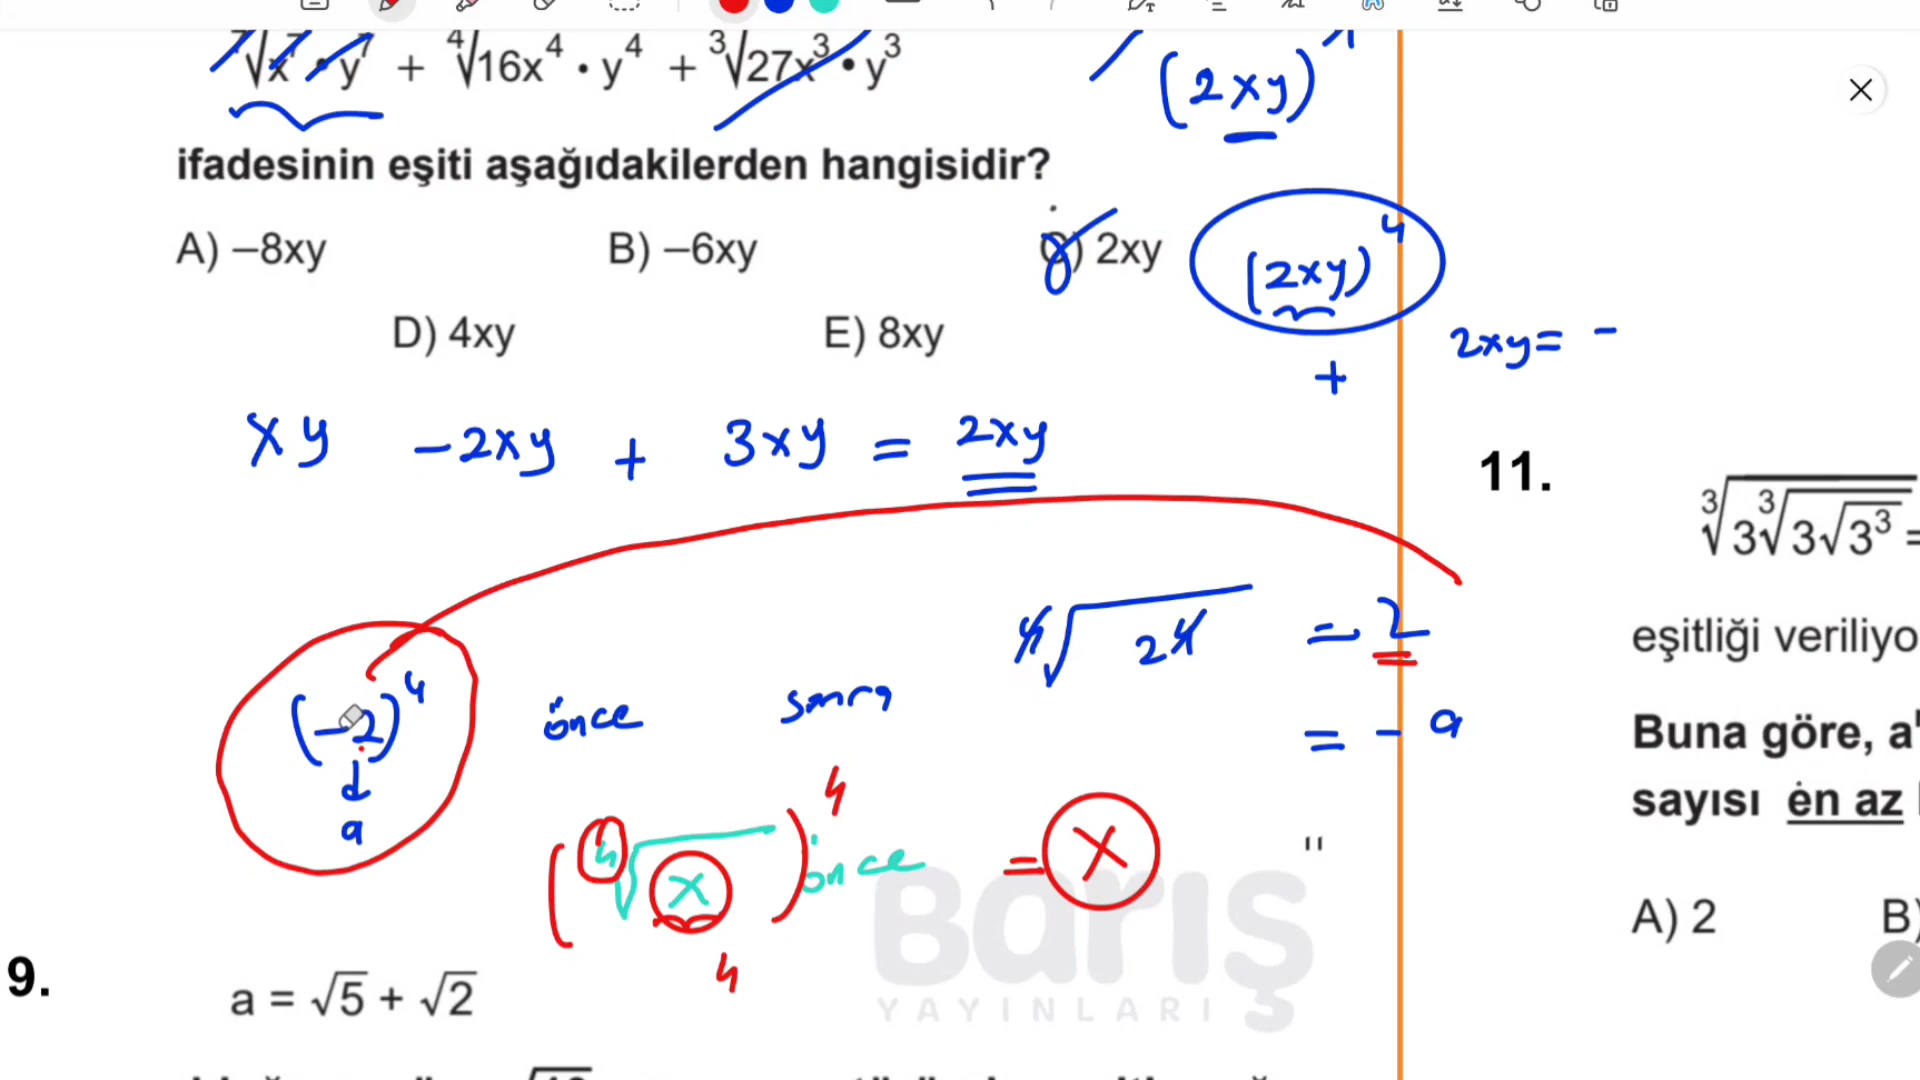 ⁷√x⁷ • y⁷ + ⁴√16x⁴ • y⁴ + ³√27x³ • y³
(2xy)
ifadesinin eşiti aşağıdakilerden hangisidir?
A) –8xy
B) –6xy
C) 2xy
(2xy)⁴
D) 4xy
E) 8xy
+
2xy = -
xy -2xy + 3xy = 2xy
⁴√2⁴ = 2
(-2)⁴
a
önce
sonra
= - a
(⁴√x)⁴
önce
= x
"
4
Barış
YAYINLARI
9.
a = √5 + √2
11.
³√3³√3√3³ =
eşitliği veriliyo
Buna göre, a
sayısı en az
A) 2
B)